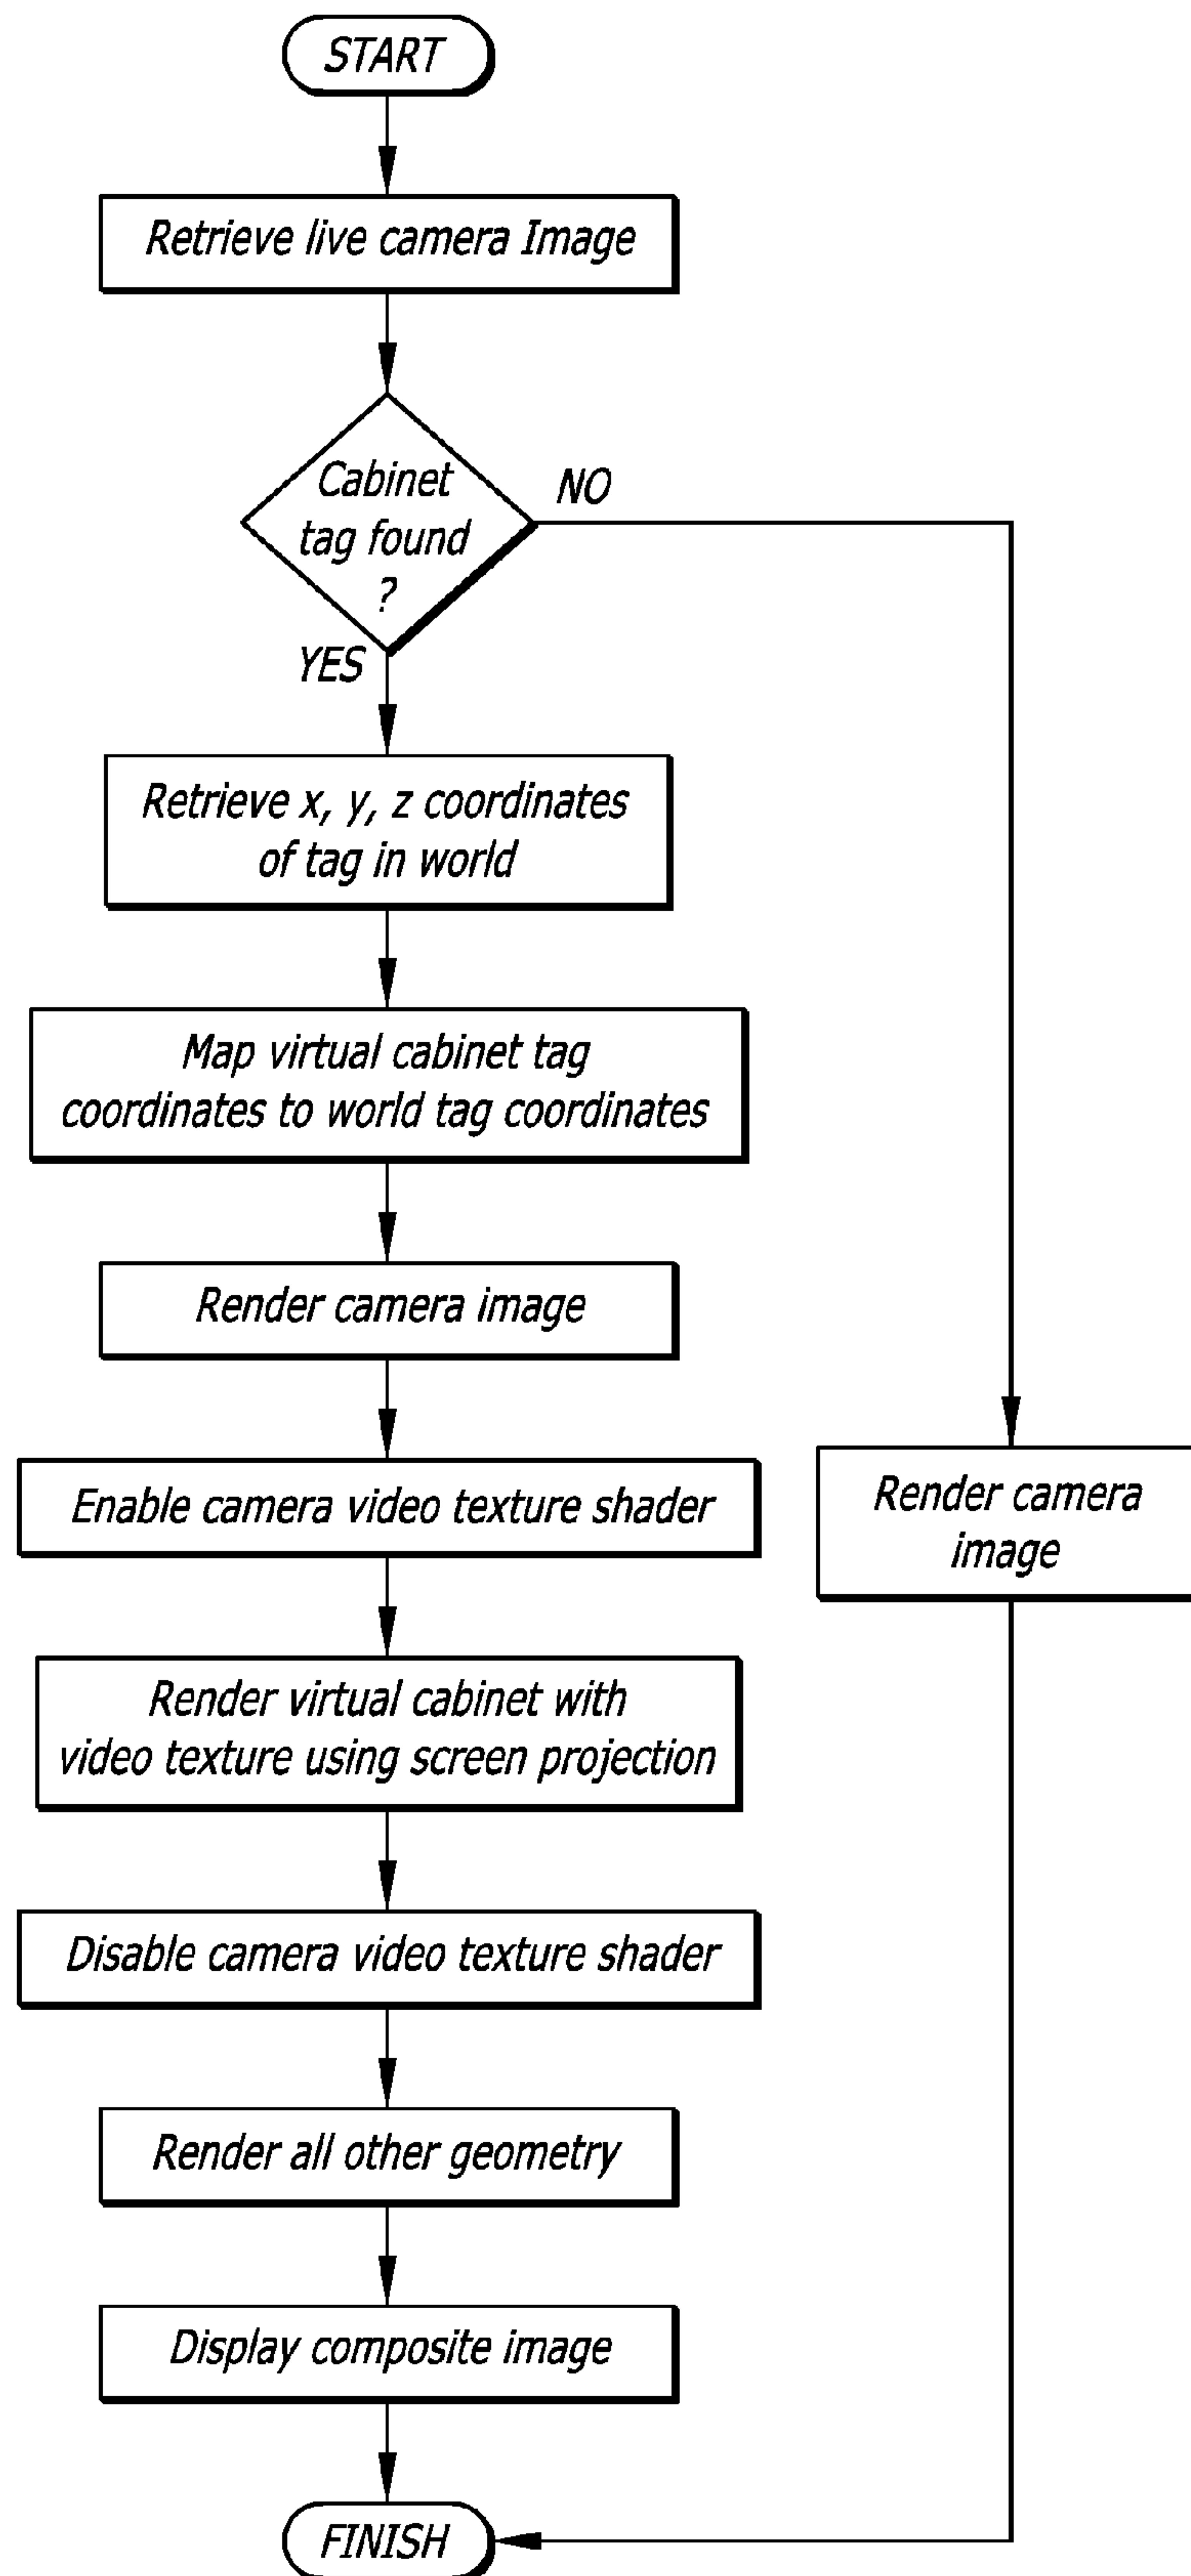 START
Retrieve live camera Image
Cabinet
tag found
?
NO
YES
Retrieve x, y, z coordinates
of tag in world
Map virtual cabinet tag
coordinates to world tag coordinates
Render camera image
Enable camera video texture shader
Render camera
image
Render virtual cabinet with
video texture using screen projection
Disable camera video texture shader
Render all other geometry
Display composite image
FINISH